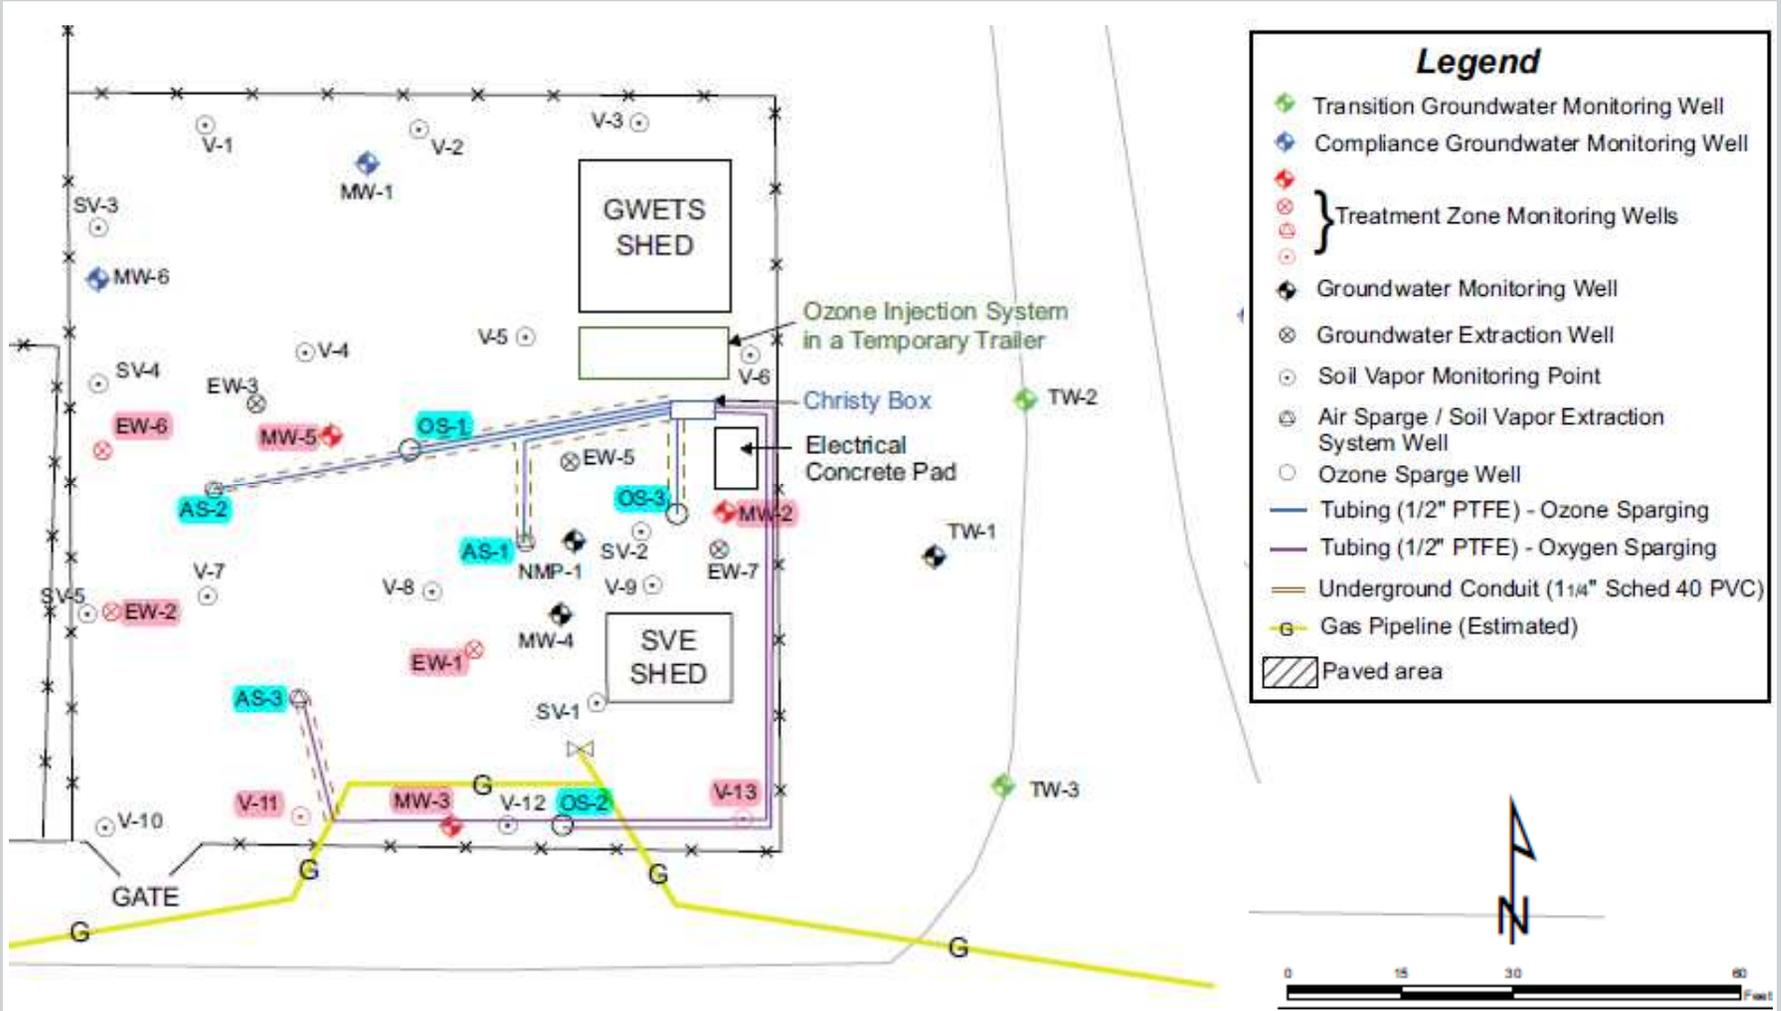 V-1
V-2
V-3
MW-1
SV-3
MW-6
GWETS
SHED
Ozone Injection System
in a Temporary Trailer
V-5
V-4
V-6
SV-4
EW-3
TW-2
Christy Box
EW-6
MW-5
OS-1
Electrical
Concrete Pad
EW-5
OS-3
AS-2
MW-2
TW-1
AS-1
SV-2
NMP-1
EW-7
V-7
V-8
V-9
SV-5
EW-2
MW-4
EW-1
SVE
SHED
AS-3
SV-1
G
V-11
MW-3
V-12
OS-2
V-13
TW-3
V-10
G
G
GATE
G
G
Legend
Transition Groundwater Monitoring Well
Compliance Groundwater Monitoring Well
Treatment Zone Monitoring Wells
Groundwater Monitoring Well
Groundwater Extraction Well
Soil Vapor Monitoring Point
Air Sparge / Soil Vapor Extraction
System Well
Ozone Sparge Well
Tubing (1/2" PTFE) - Ozone Sparging
Tubing (1/2" PTFE) - Oxygen Sparging
Underground Conduit (1 1/4" Sched 40 PVC)
G Gas Pipeline (Estimated)
Paved area
N
0 15 30 60
Feet